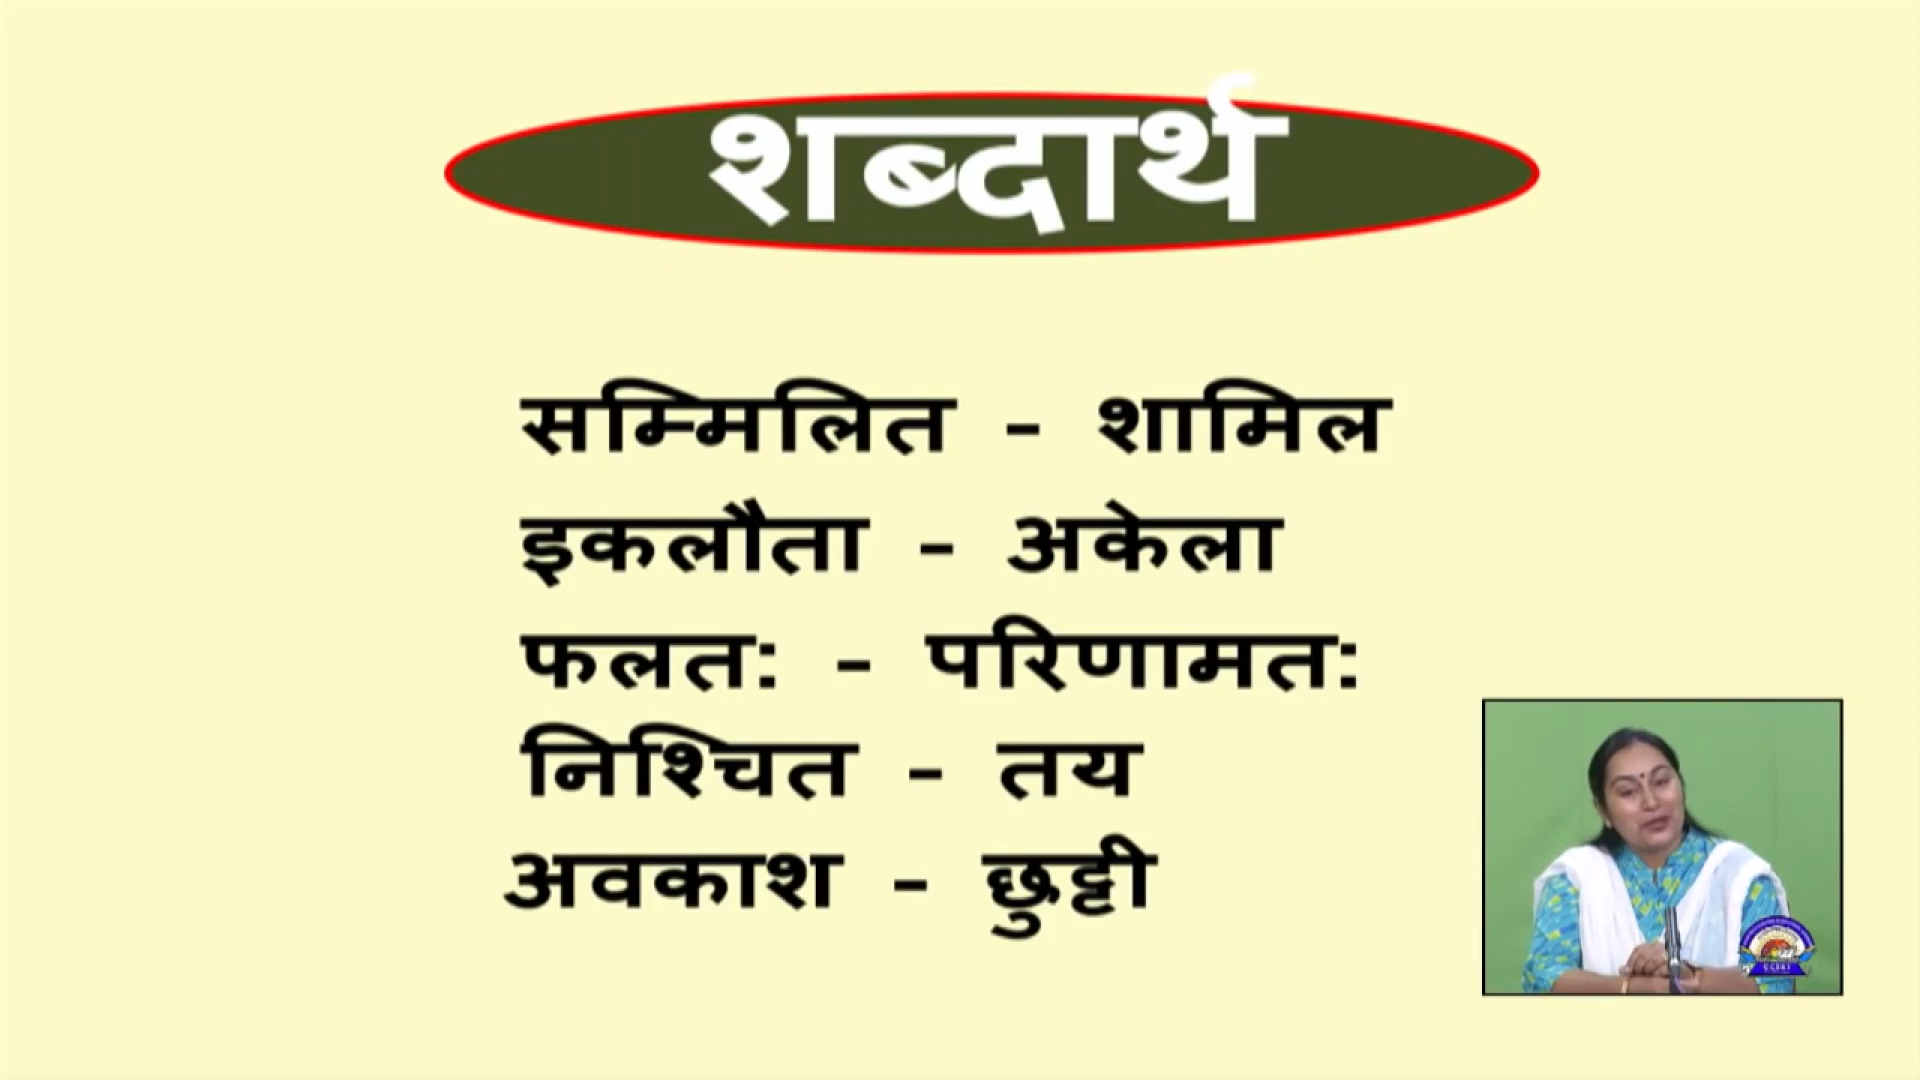 शब्दार्थ
सम्मिलित - शामिल
इकलौता - अकेला
फलत: - परिणामत:
निश्चित - तय
अवकाश - छुट्टी